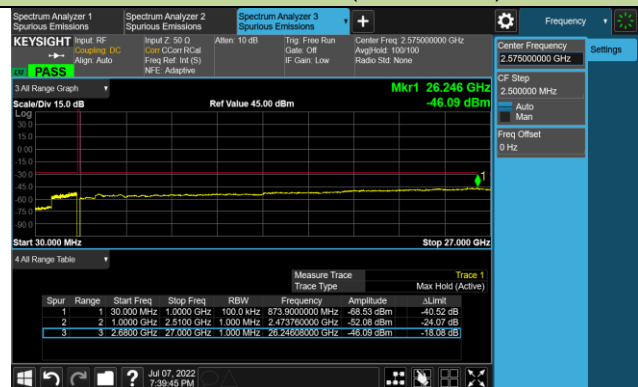 Spectrum Analyzer 1
Spurious Emissions
Spectrum Analyzer 2
Spurious Emissions
Spectrum Analyzer 3
Spurious Emissions
Frequency
KEYSIGHT
Input: RF
Coupling: DC
Align: Auto
Input Z: 50 Ω
Corr CCorr RCal
Freq Ref: Int (S)
NFE: Adaptive
Atten: 10 dB
Trig: Free Run
Gate: Off
IF Gain: Low
Center Freq: 2.575000000 GHz
Avg|Hold: 100/100
Radio Std: None
PASS
Center Frequency
2.575000000 GHz
Settings
CF Step
2.500000 MHz
Auto
Man
Freq Offset
0 Hz
3 All Range Graph
Mkr1 26.246 GHz
Scale/Div 15.0 dB
Ref Value 45.00 dBm
-46.09 dBm
Log
30.0
15.0
0.00
-15.0
-30.0
-45.0
-60.0
-75.0
-90.0
1
Start 30.000 MHz
Stop 27.000 GHz
4 All Range Table
Measure Trace Trace 1
Trace Type Max Hold (Active)
Spur Range Start Freq Stop Freq RBW Frequency Amplitude ΔLimit
1 1 30.000 MHz 1.0000 GHz 100.0 kHz 873.9000000 MHz -68.53 dBm -40.52 dB
2 2 1.0000 GHz 2.5100 GHz 1.000 MHz 2.473760000 GHz -52.08 dBm -24.07 dB
3 3 2.6800 GHz 27.000 GHz 1.000 MHz 26.24608000 GHz -46.09 dBm -18.08 dB
Jul 07, 2022
7:39:45 PM